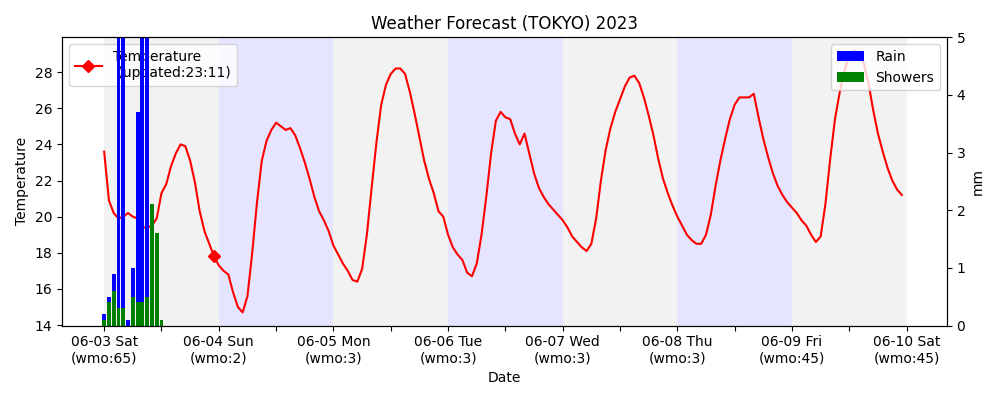 Weather Forecast (TOKYO) 2023
Temperature
(updated:23:11)
Rain
Showers
28
26
24
22
20
18
16
14
Temperature
5
4
3
2
1
0
mm
06-03 Sat
(wmo:65)
06-04 Sun
(wmo:2)
06-05 Mon
(wmo:3)
06-06 Tue
(wmo:3)
06-07 Wed
(wmo:3)
06-08 Thu
(wmo:3)
06-09 Fri
(wmo:45)
06-10 Sat
(wmo:45)
Date